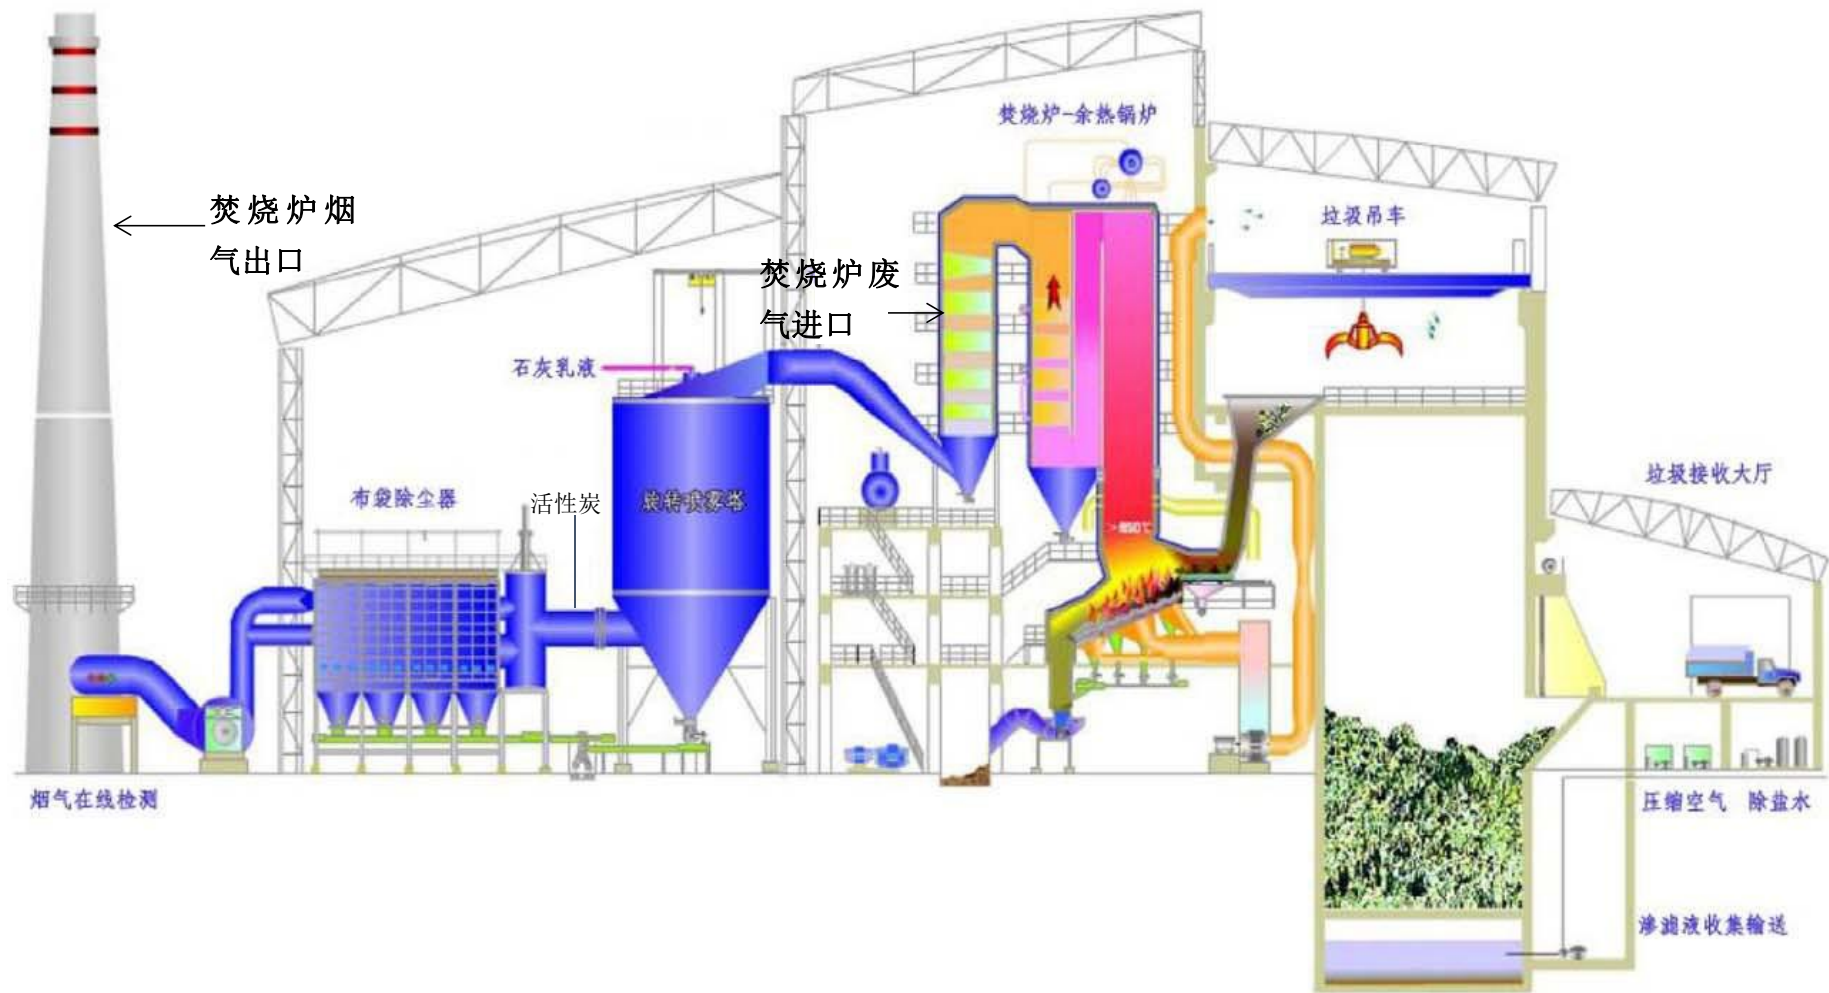 焚烧炉-余热锅炉
焚烧炉烟
气出口
垃圾吊车
焚烧炉废
气进口
石灰乳液
垃圾接收大厅
布袋除尘器
活性炭
旋转喷雾塔
>850℃
烟气在线检测
压缩空气 除盐水
渗滤液收集输送